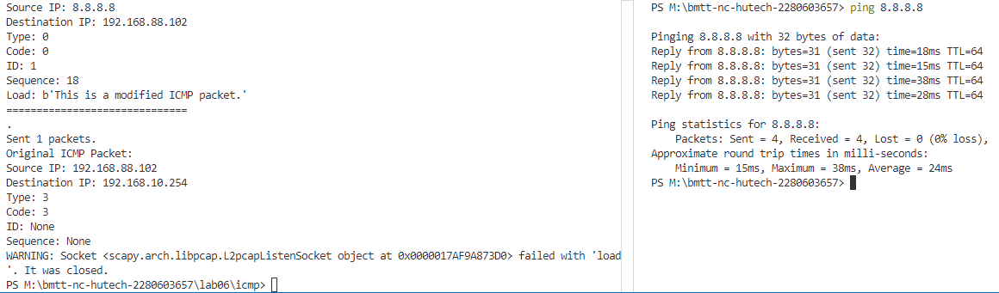 Source IP: 8.8.8.8
Destination IP: 192.168.88.102
Type: 0
Code: 0
ID: 1
Sequence: 18
Load: b'This is a modified ICMP packet.'
==============================
.
Sent 1 packets.
Original ICMP Packet:
Source IP: 192.168.88.102
Destination IP: 192.168.10.254
Type: 3
Code: 3
ID: None
Sequence: None
WARNING: Socket <scapy.arch.libpcap.L2pcapListenSocket object at 0x0000017AF9A873D0> failed with 'load
'. It was closed.
PS M:\bmtt-nc-hutech-2280603657\lab06\icmp>
PS M:\bmtt-nc-hutech-2280603657> ping 8.8.8.8
Pinging 8.8.8.8 with 32 bytes of data:
Reply from 8.8.8.8: bytes=31 (sent 32) time=18ms TTL=64
Reply from 8.8.8.8: bytes=31 (sent 32) time=15ms TTL=64
Reply from 8.8.8.8: bytes=31 (sent 32) time=38ms TTL=64
Reply from 8.8.8.8: bytes=31 (sent 32) time=28ms TTL=64
Ping statistics for 8.8.8.8:
Packets: Sent = 4, Received = 4, Lost = 0 (0% loss),
Approximate round trip times in milli-seconds:
Minimum = 15ms, Maximum = 38ms, Average = 24ms
PS M:\bmtt-nc-hutech-2280603657>